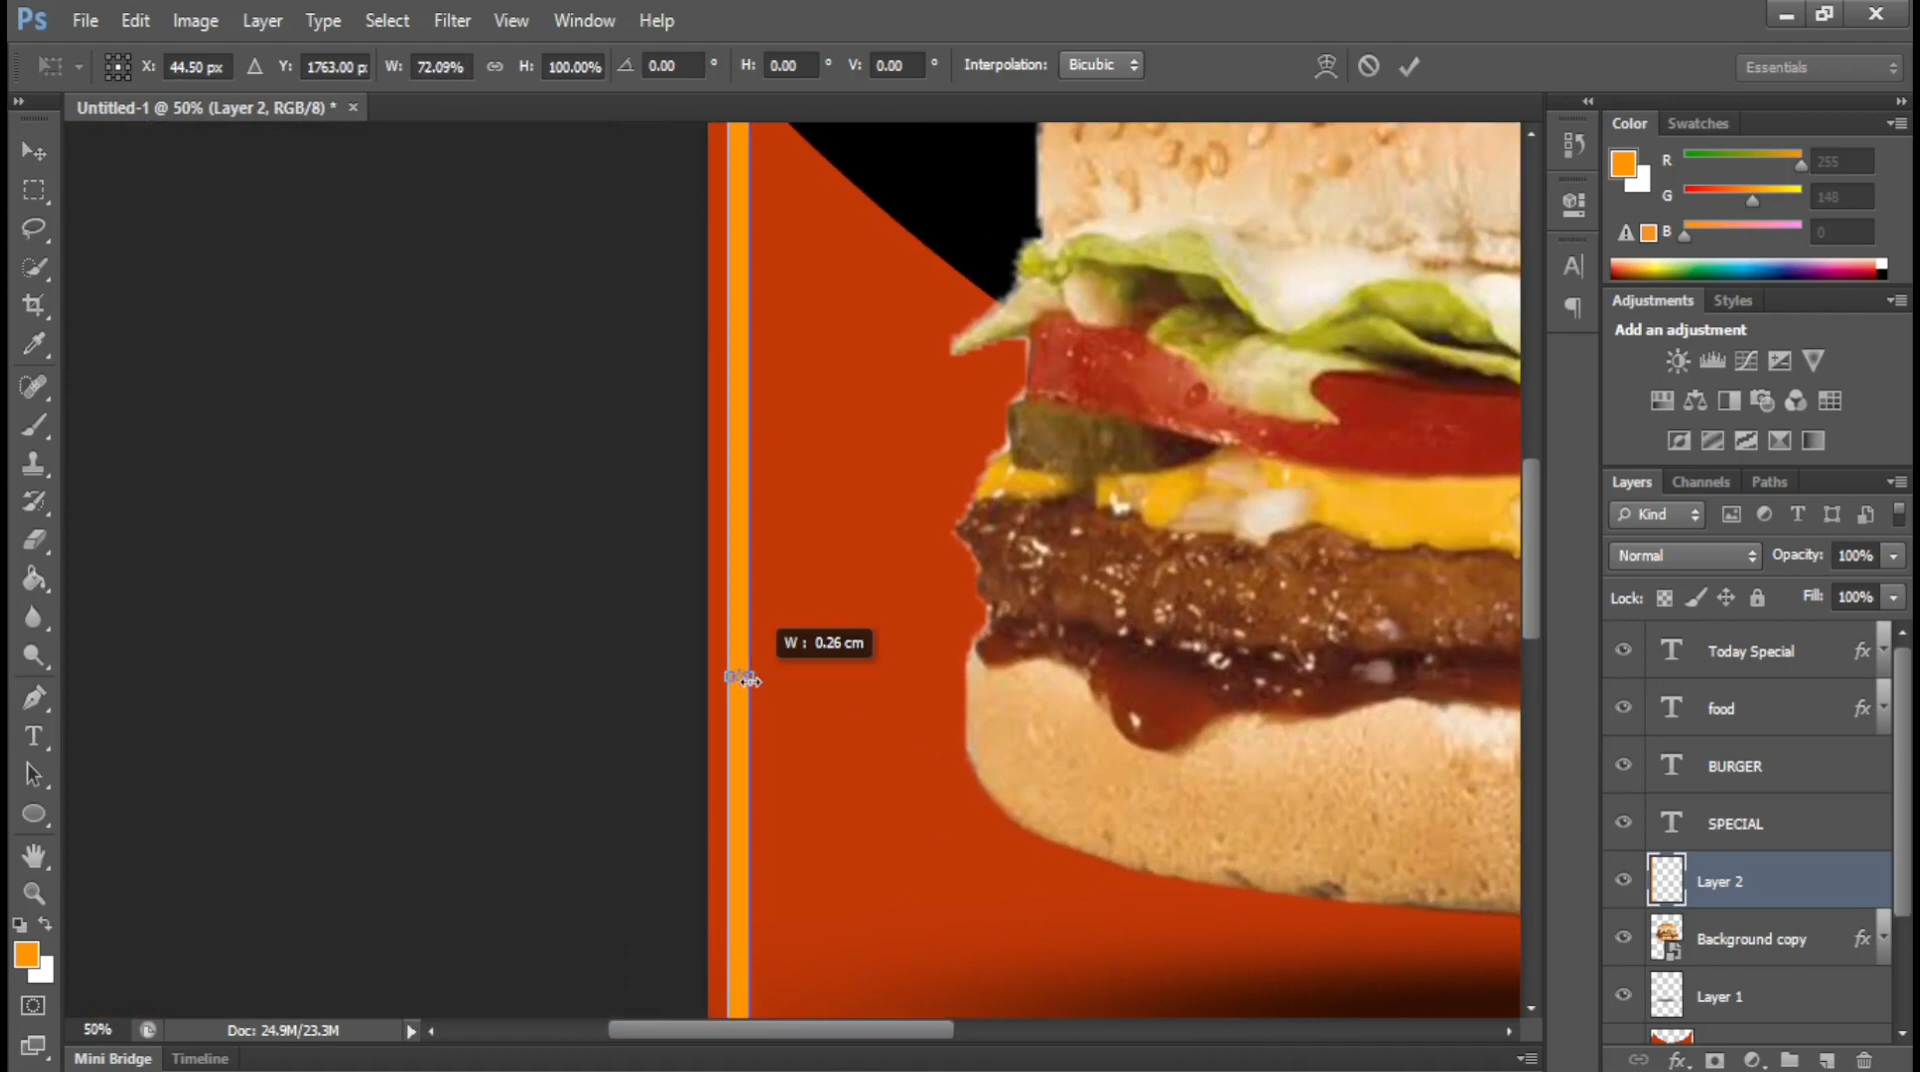 Ps File Edit Image Layer Type Select Filter View Window Help
X: 44.50 px Y: 1763.00 p: W: 72.09% H: 100.00% 0.00 ° H: 0.00 ° V: 0.00 ° Interpolation: Bicubic Essentials
Untitled-1 @ 50% (Layer 2, RGB/8) * ×
Color Swatches
R 255
G 148
B 0
Adjustments Styles
Add an adjustment
Layers Channels Paths
Kind
Normal Opacity: 100%
Lock: Fill: 100%
Today Special fx
food fx
BURGER
SPECIAL
Layer 2
Background copy fx
Layer 1
W : 0.26 cm
50% Doc: 24.9M/23.3M
Mini Bridge Timeline